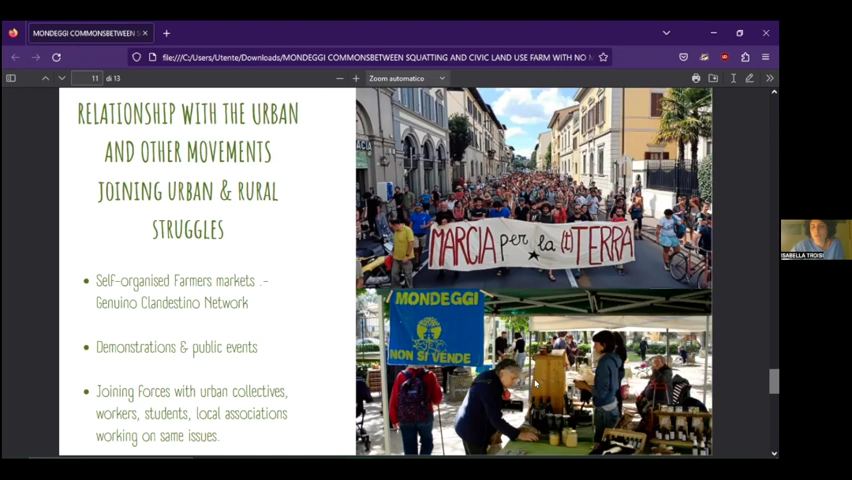 MONDEGGI COMMONSBETWEEN S
file:///C:/Users/Utente/Downloads/MONDEGGI COMMONSBETWEEN SQUATTING AND CIVIC LAND USE FARM WITH NO M
11 di 13
Zoom automatico
RELATIONSHIP WITH THE URBAN
AND OTHER MOVEMENTS
JOINING URBAN & RURAL
STRUGGLES
Self-organised Farmers markets .-
Genuino Clandestino Network
Demonstrations & public events
Joining forces with urban collectives,
workers, students, local associations
working on same issues.
MARCIA per la (t)TERRA
MONDEGGI
NON SI VENDE
ISABELLA TROISI